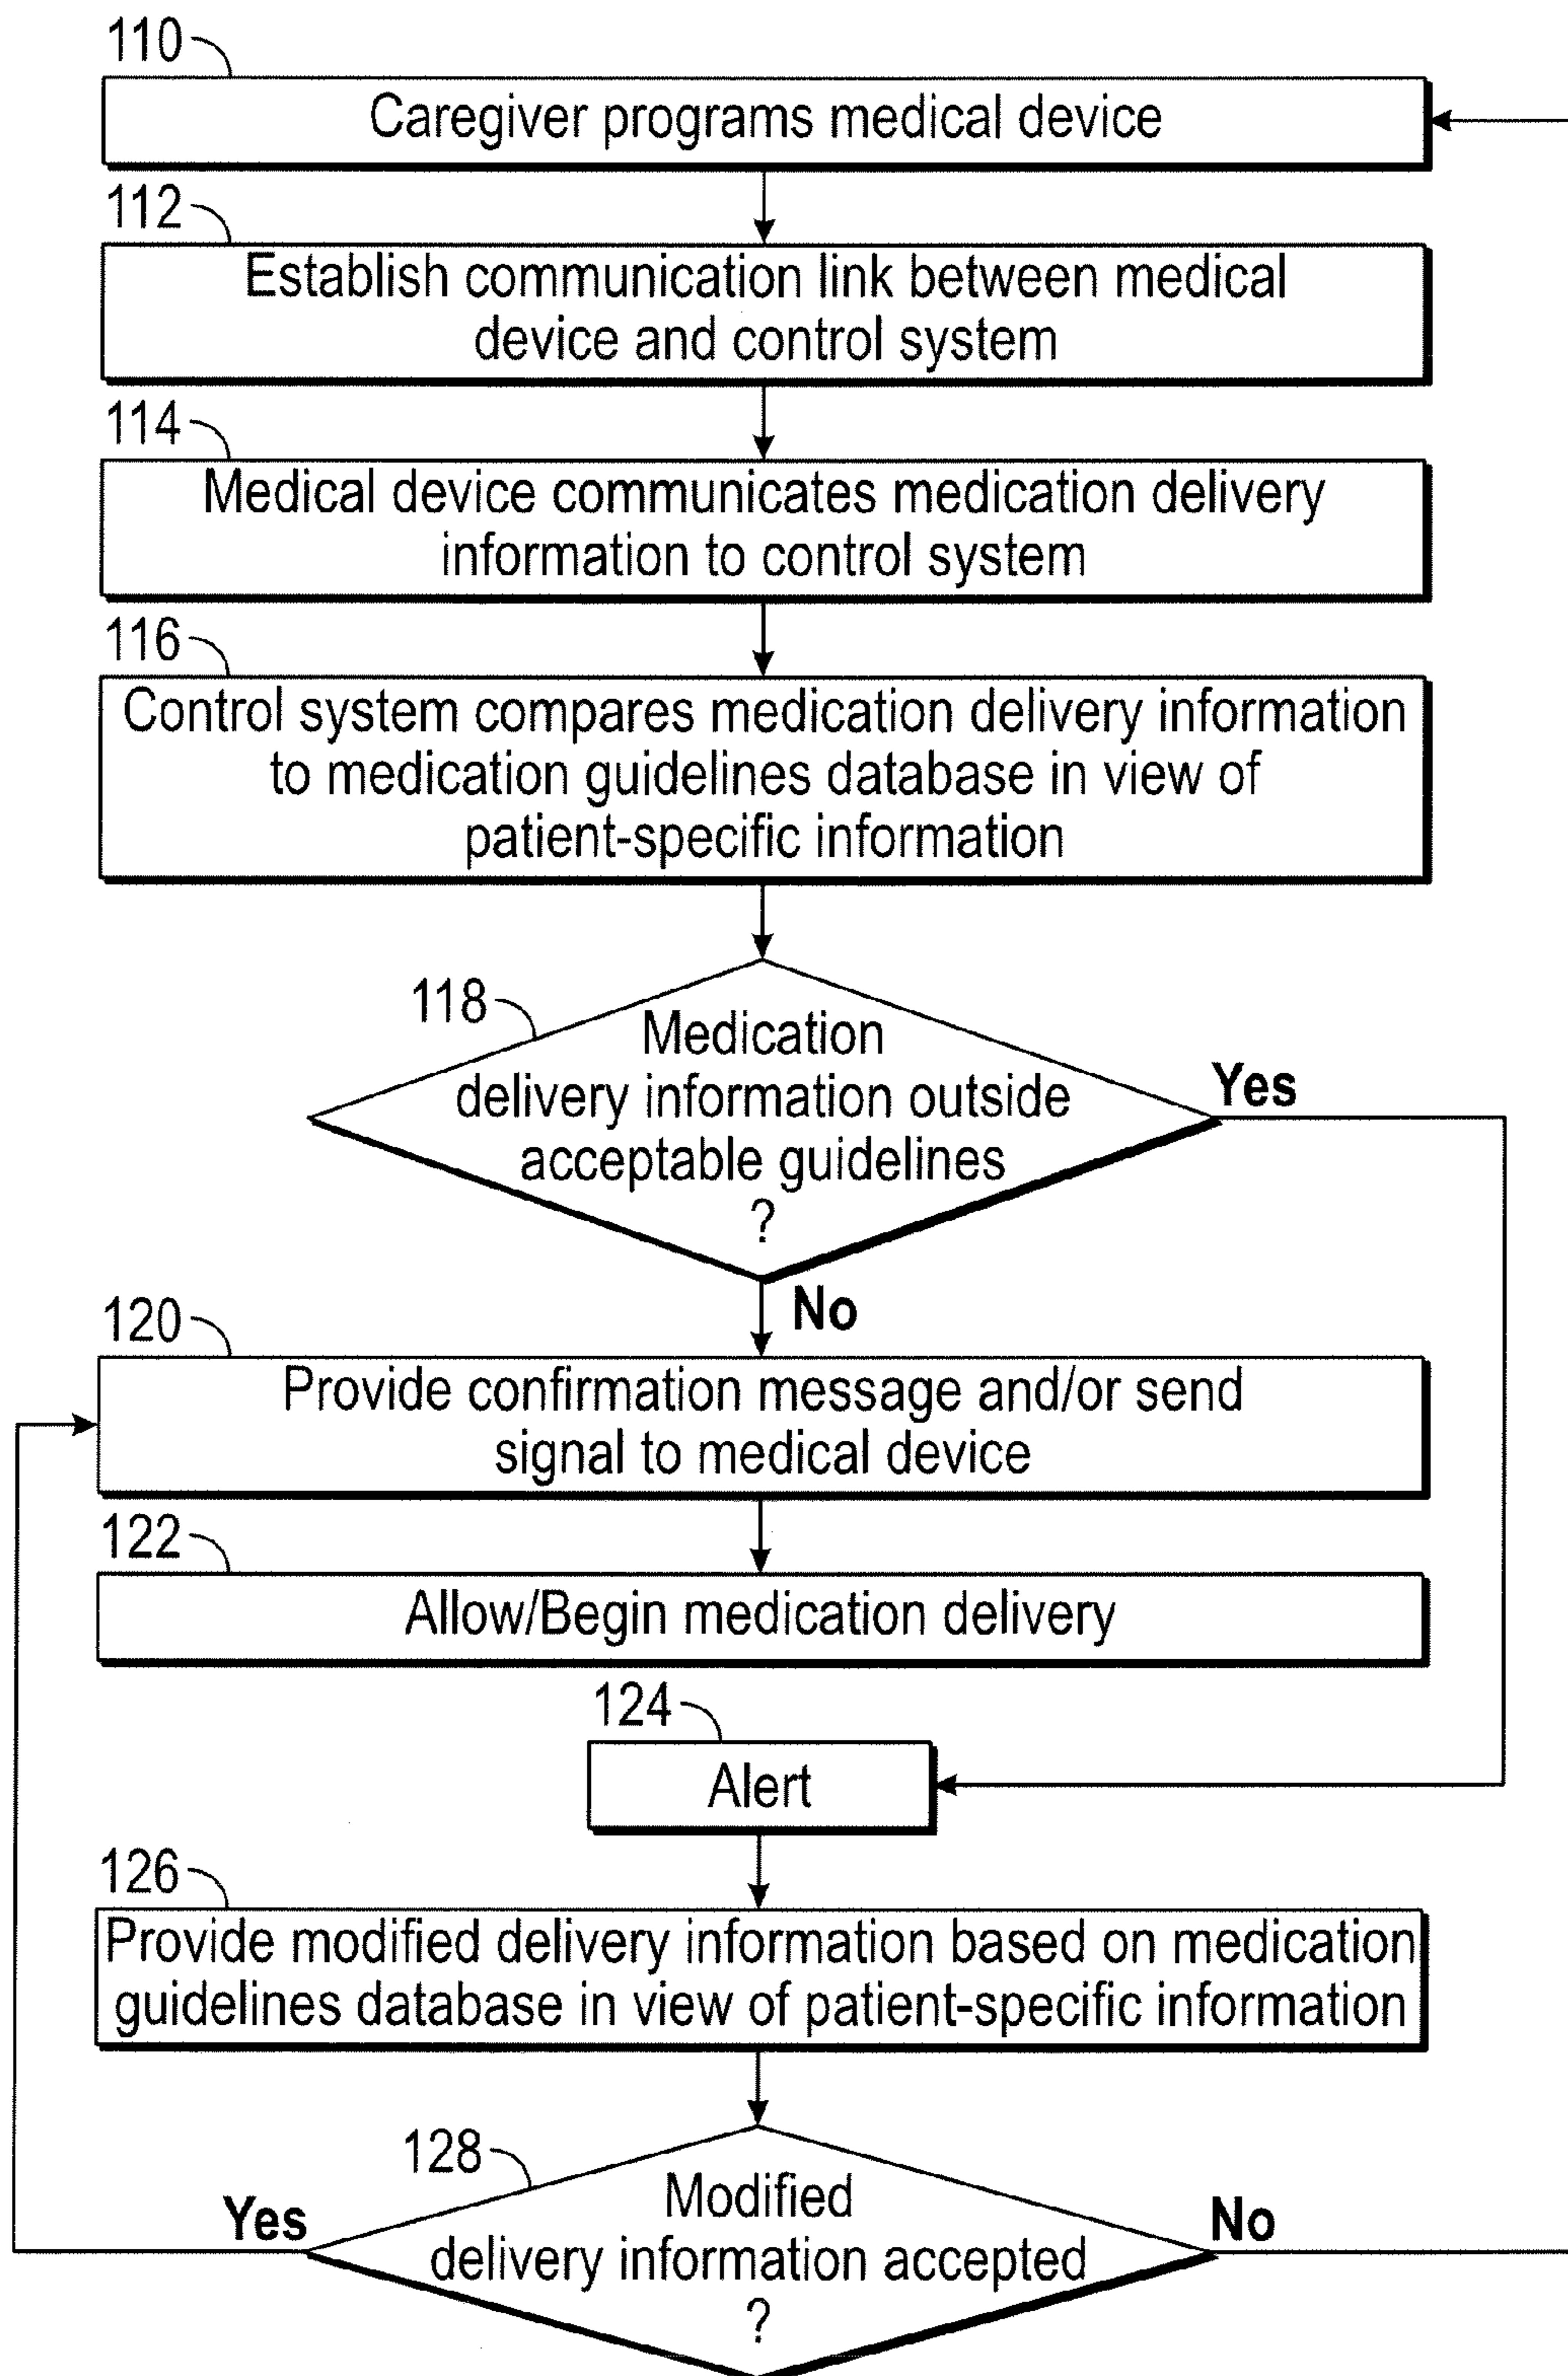 110
Caregiver programs medical device
112
Establish communication link between medical
device and control system
114
Medical device communicates medication delivery
information to control system
116
Control system compares medication delivery information
to medication guidelines database in view of
patient-specific information
118
Medication
delivery information outside
acceptable guidelines
?
Yes
No
120
Provide confirmation message and/or send
signal to medical device
122
Allow/Begin medication delivery
124
Alert
126
Provide modified delivery information based on medication
guidelines database in view of patient-specific information
128
Modified
delivery information accepted
?
Yes
No